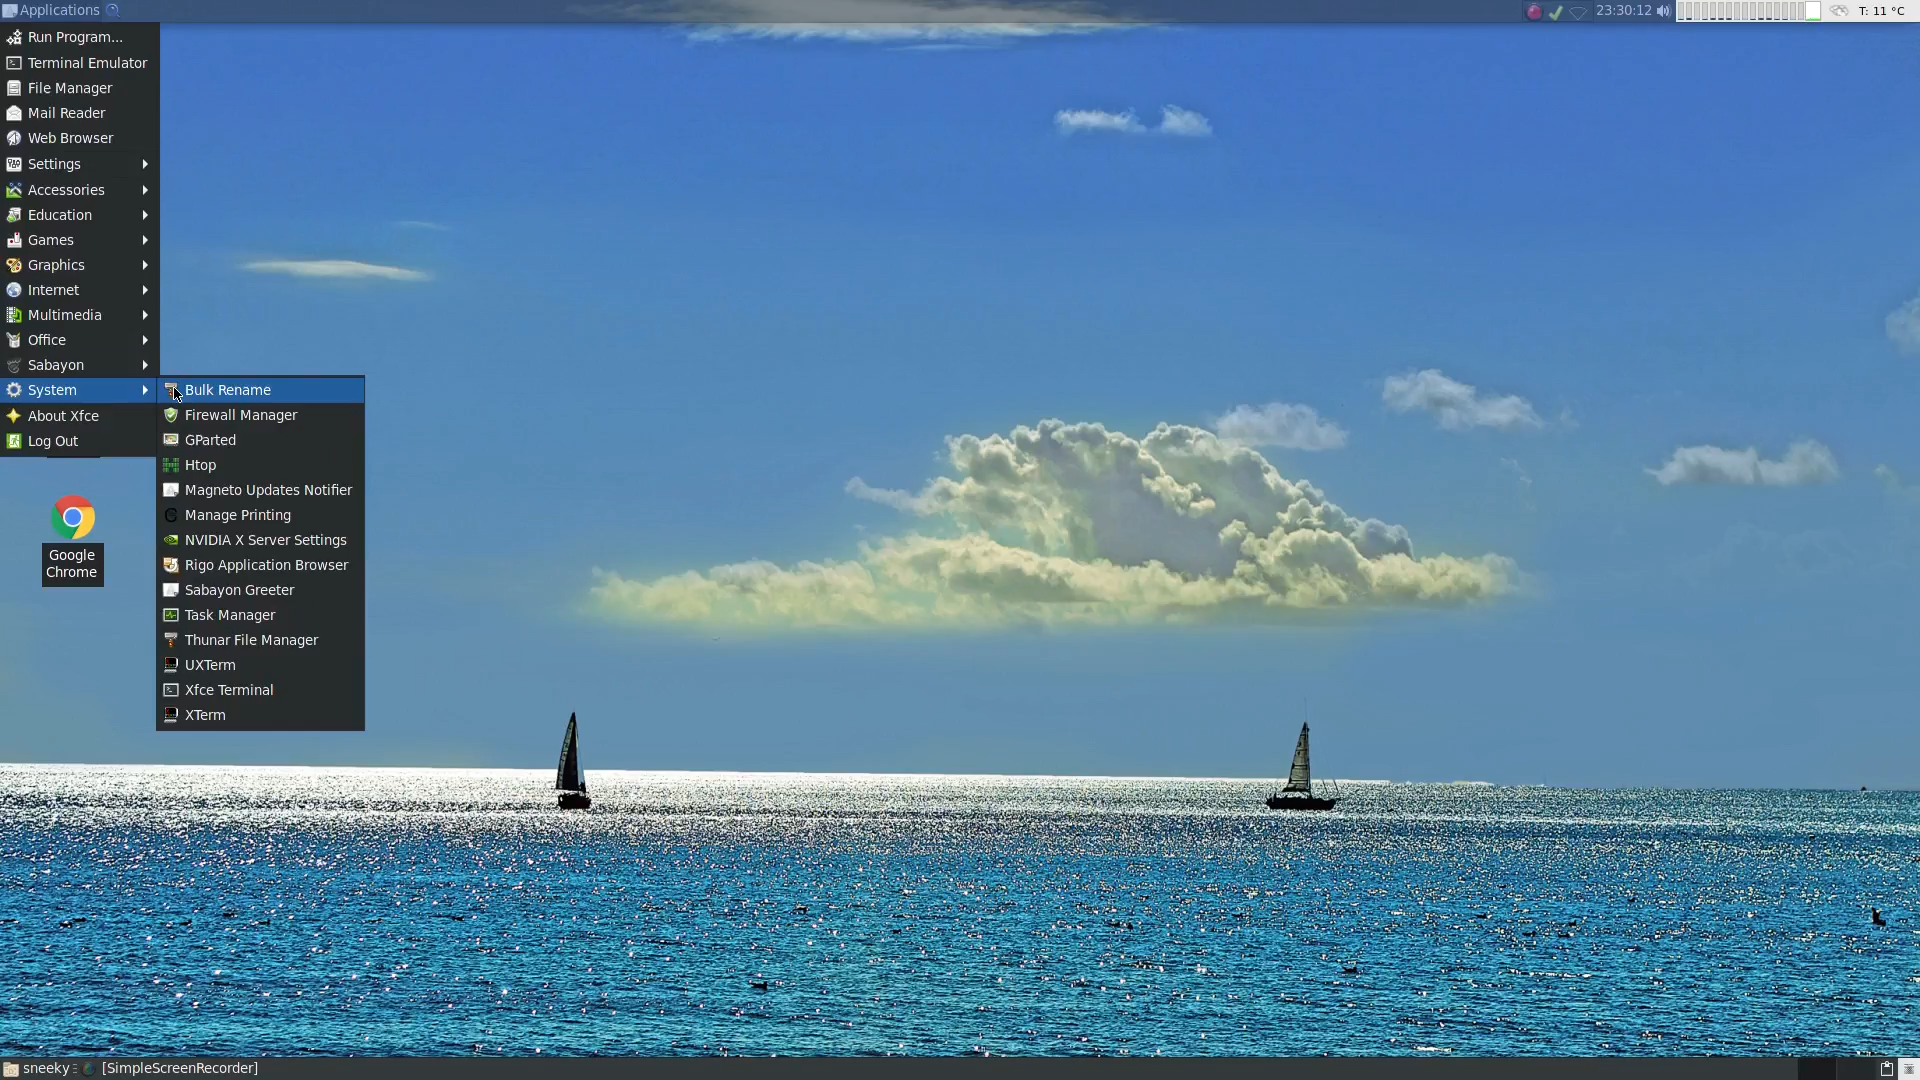 Applications
23:30:12
T: 11 °C
Run Program...
Terminal Emulator
File Manager
Mail Reader
Web Browser
Settings
Accessories
Education
Games
Graphics
Internet
Multimedia
Office
Sabayon
System
About Xfce
Log Out
Bulk Rename
Firewall Manager
GParted
Htop
Magneto Updates Notifier
Manage Printing
NVIDIA X Server Settings
Rigo Application Browser
Sabayon Greeter
Task Manager
Thunar File Manager
UXTerm
Xfce Terminal
XTerm
Google
Chrome
sneeky
[SimpleScreenRecorder]